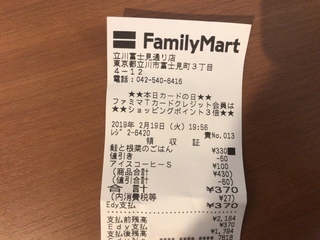 FamilyMart
立川富士見通り店
東京都立川市富士見町3丁目
4-12
電話:042-540-6416
★★本日カードの日★★
ファミマTカードクレジット会員は
★★ショッピングポイント3倍★★
2019年 2月19日(火) 19:56
レジ 2-6420 責No.013
領 収 証
鮭と根菜のごはん ¥330
値引き -60
アイスコーヒーS ¥100
(商品合計 ¥430)
(値引合計 -60)
合 計 ¥370
(内消費税等 ¥27)
Edy支払 ¥370
支払前残高 ¥2,164
Edy支払 ¥370
支払後残高 ¥1,794